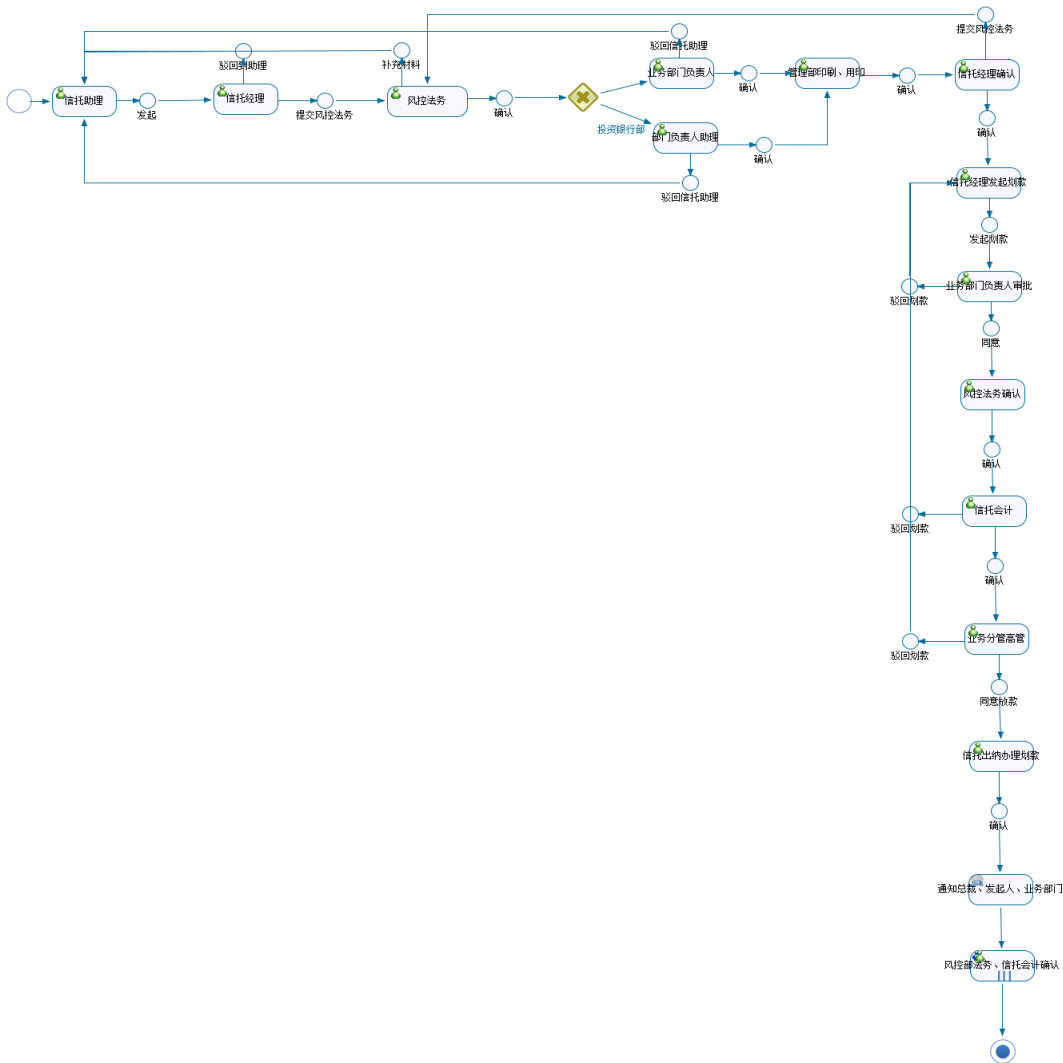 提交风控法务
驳回信托助理
驳回到助理
补充材料
业务部门负责人
管理部印刷、用印
信托经理确认
确认
确认
信托助理
信托经理
风控法务
发起
提交风控法务
确认
投资银行部
部门负责人助理
确认
确认
驳回信托助理
信托经理发起划款
发起划款
业务部门负责人审批
驳回划款
同意
风控法务确认
确认
信托会计
驳回划款
确认
业务分管高管
驳回划款
同意放款
信托出纳办理划款
确认
通知总裁、发起人、业务部门
风控部法务、信托会计确认